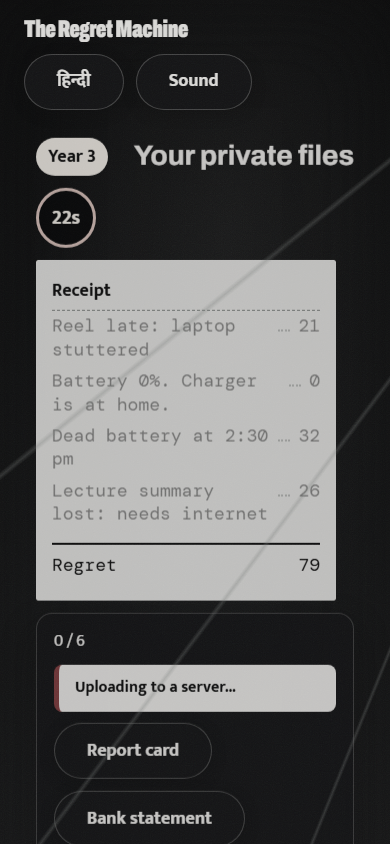 The Regret Machine
हिन्दी
Sound
Year 3
Your private files
22s
Receipt
Reel late: laptop .... 21
stuttered
Battery 0%. Charger .... 0
is at home.
Dead battery at 2:30 .... 32
pm
Lecture summary .... 26
lost: needs internet
Regret 79
0 / 6
Uploading to a server...
Report card
Bank statement